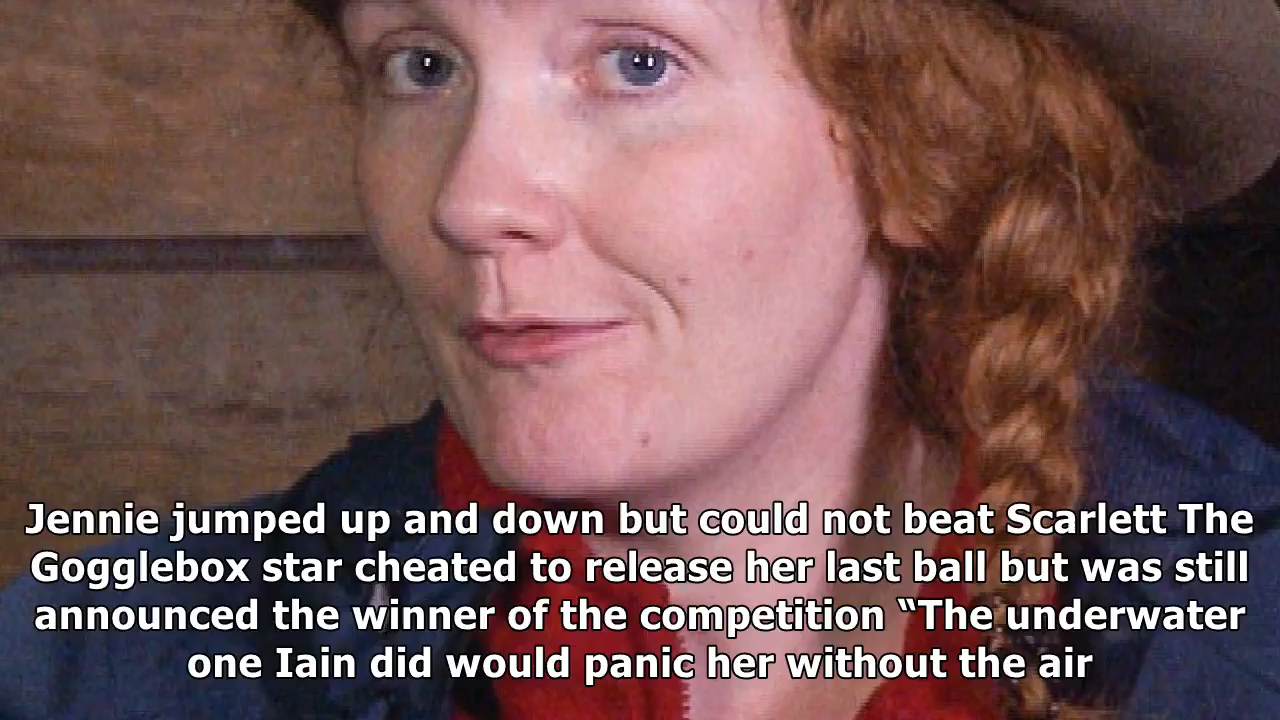 Jennie jumped up and down but could not beat Scarlett The
Gogglebox star cheated to release her last ball but was still
announced the winner of the competition “The underwater
one Iain did would panic her without the air